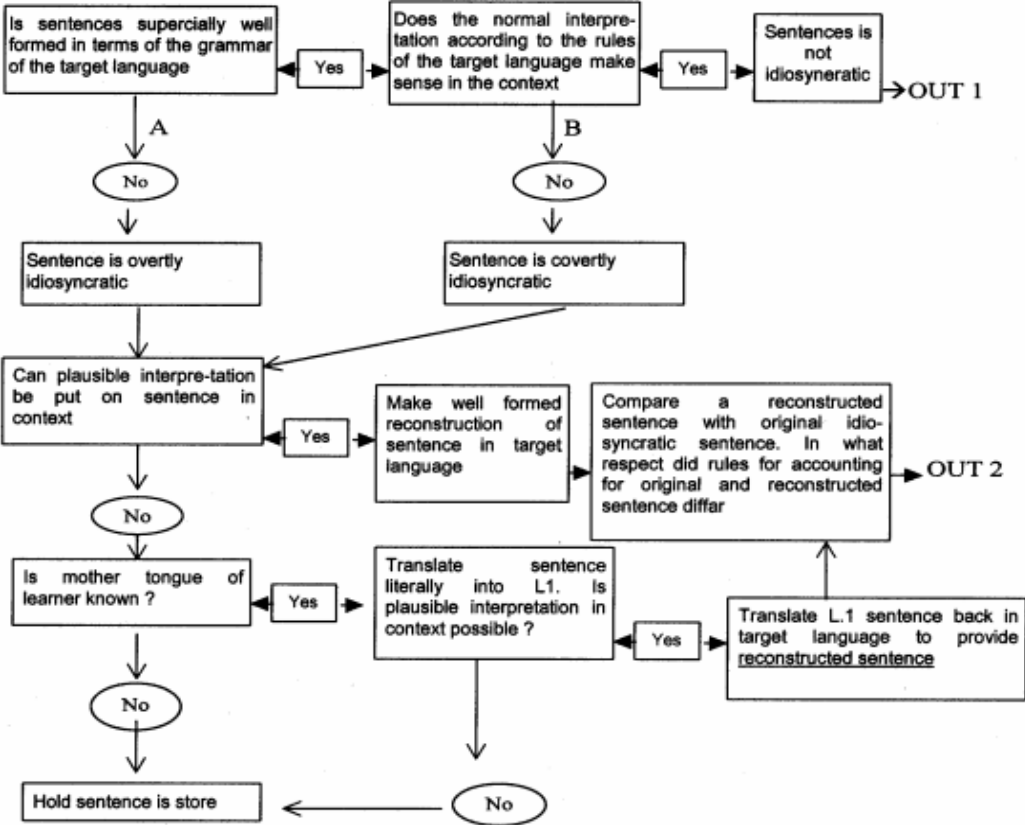 Is sentences supercially well
formed in terms of the grammar
of the target language
Yes
Does the normal interpre-
tation according to the rules
of the target language make
sense in the context
Yes
Sentences is
not
idiosyneratic
OUT 1
A
B
No
No
Sentence is overtly
idiosyncratic
Sentence is covertly
idiosyncratic
Can plausible interpre-tation
be put on sentence in
context
Yes
Make well formed
reconstruction of
sentence in target
language
Compare a reconstructed
sentence with original idio-
syncratic sentence. In what
respect did rules for accounting
for original and reconstructed
sentence diffar
OUT 2
No
Is mother tongue of
learner known ?
Yes
Translate sentence
literally into L1. Is
plausible interpretation in
context possible ?
Yes
Translate L.1 sentence back in
target language to provide
reconstructed sentence
No
Hold sentence is store
No